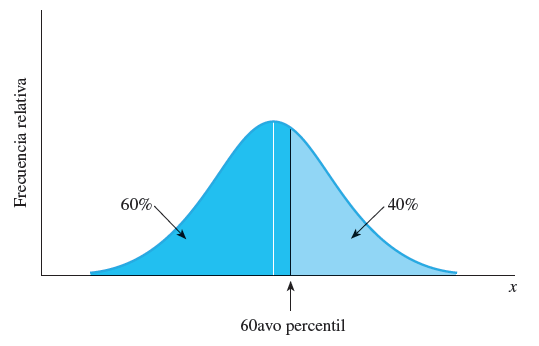 Frecuencia relativa
60%
40%
x
60avo percentil